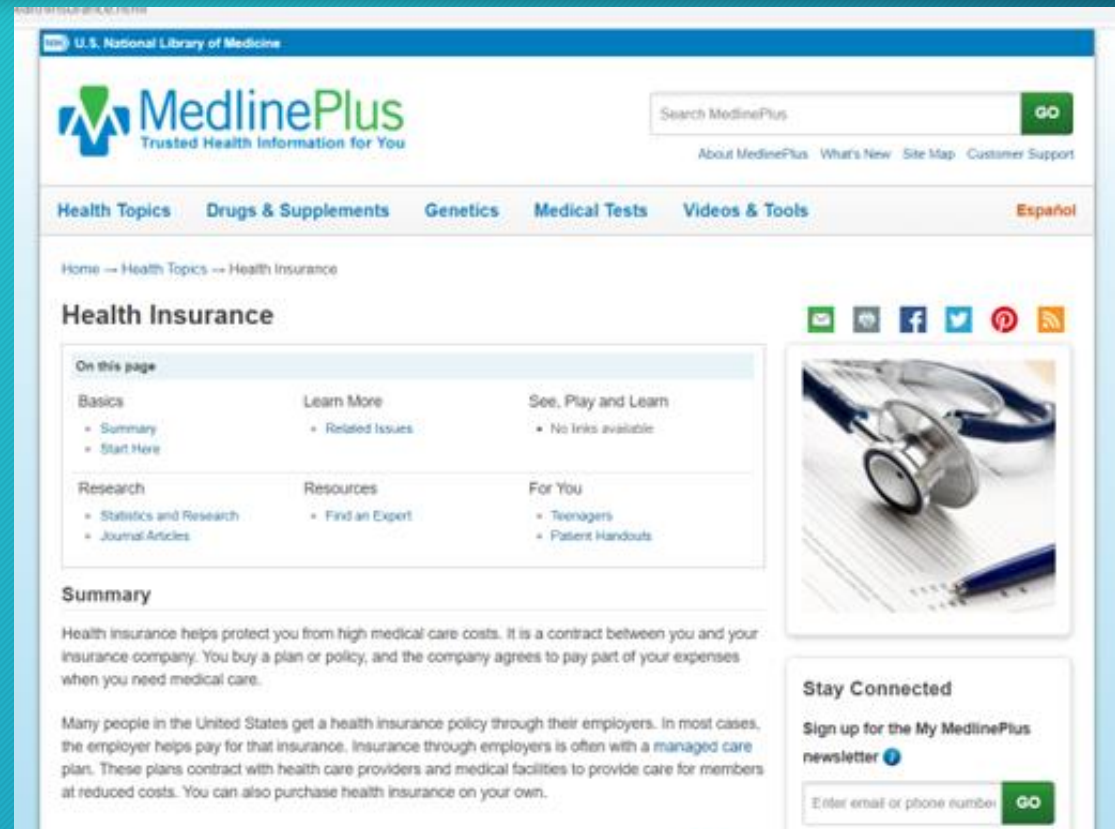 U.S. National Library of Medicine
MedlinePlus
Trusted Health Information for You
Search MedlinePlus
GO
About MedlinePlus What's New Site Map Customer Support
Health Topics Drugs & Supplements Genetics Medical Tests Videos & Tools Español
Home → Health Topics → Health Insurance
Health Insurance
On this page
Basics
Summary
Start Here
Learn More
Related Issues
See, Play and Learn
No links available
Research
Statistics and Research
Journal Articles
Resources
Find an Expert
For You
Teenagers
Patient Handouts
Summary
Health insurance helps protect you from high medical care costs. It is a contract between you and your
insurance company. You buy a plan or policy, and the company agrees to pay part of your expenses
when you need medical care.
Many people in the United States get a health insurance policy through their employers. In most cases,
the employer helps pay for that insurance. Insurance through employers is often with a managed care
plan. These plans contract with health care providers and medical facilities to provide care for members
at reduced costs. You can also purchase health insurance on your own.
Stay Connected
Sign up for the My MedlinePlus
newsletter
Enter email or phone number
GO